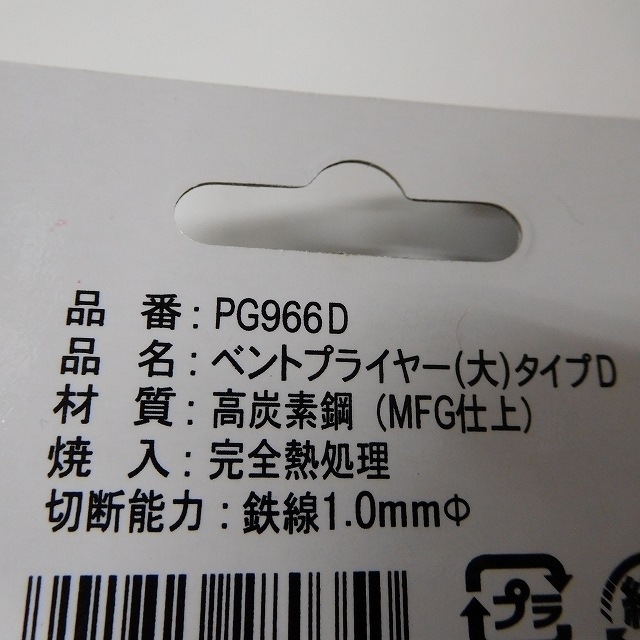 品　番：PG966D
品　名：ベントプライヤー(大)タイプD
材　質：高炭素鋼 (MFG仕上)
焼　入：完全熱処理
切断能力：鉄線1.0mmΦ
プラ